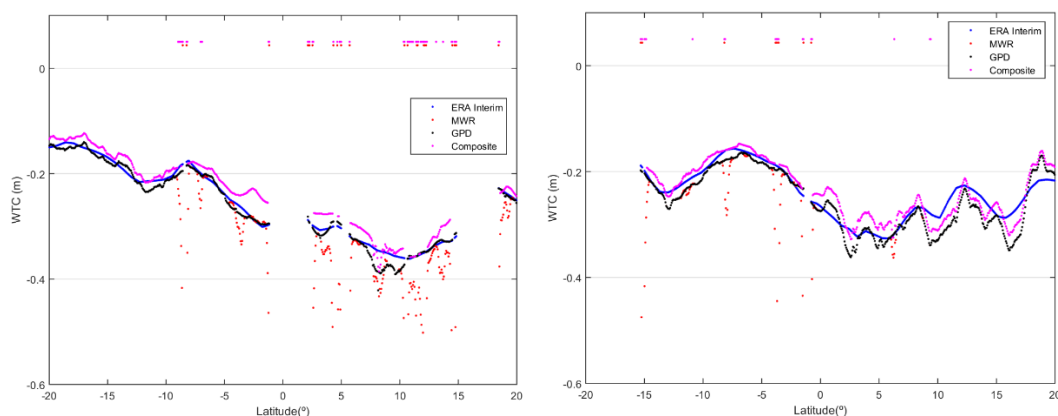 0
-0.2
-0.4
-0.6
WTC (m)
-20
-15
-10
-5
0
5
10
15
20
Latitude(º)
ERA Interim
MWR
GPD
Composite
0
-0.2
-0.4
-0.6
WTC (m)
-20
-15
-10
-5
0
5
10
15
20
Latitude(º)
ERA Interim
MWR
GPD
Composite